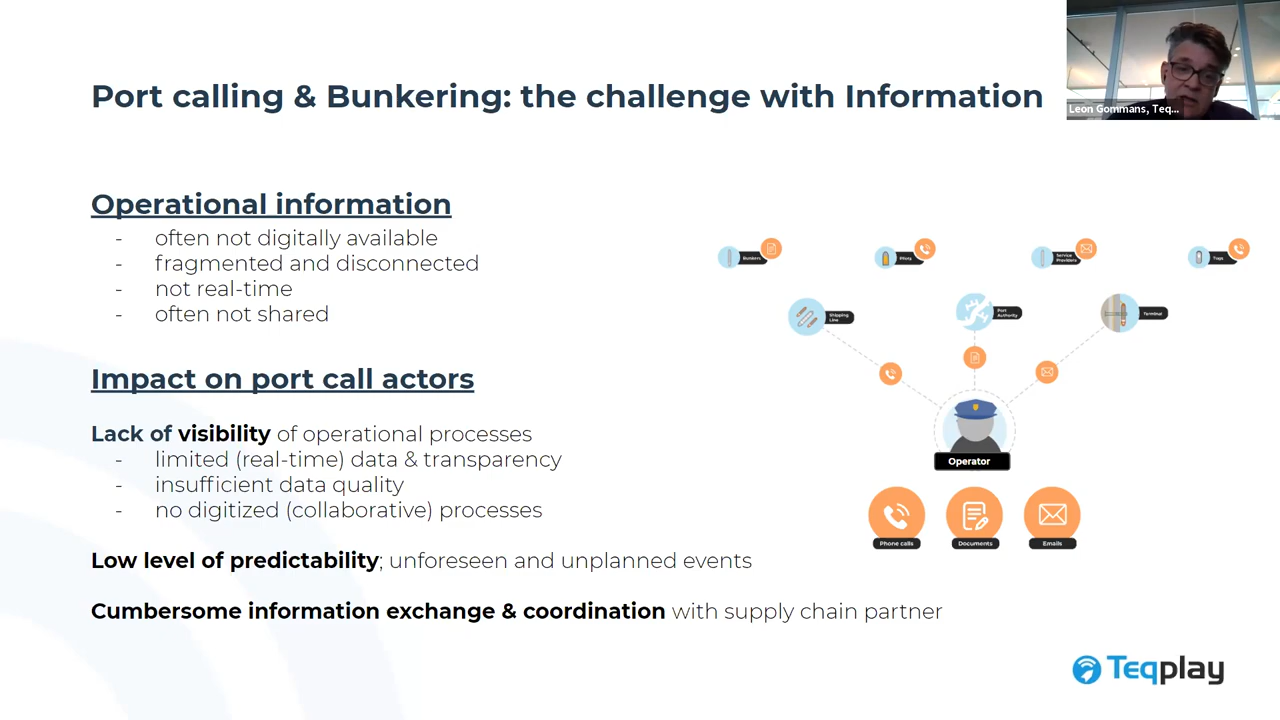 Port calling & Bunkering: the challenge with Information
Leon Gommans, Teq...
Operational information
- often not digitally available
- fragmented and disconnected
- not real-time
- often not shared
Bunkers
Pilots
Service
Providers
Tugs
Shipping
Line
Port
Authority
Terminal
Impact on port call actors
Lack of visibility of operational processes
- limited (real-time) data & transparency
- insufficient data quality
- no digitized (collaborative) processes
Operator
Phone calls
Documents
Emails
Low level of predictability; unforeseen and unplanned events
Cumbersome information exchange & coordination with supply chain partner
Teqplay